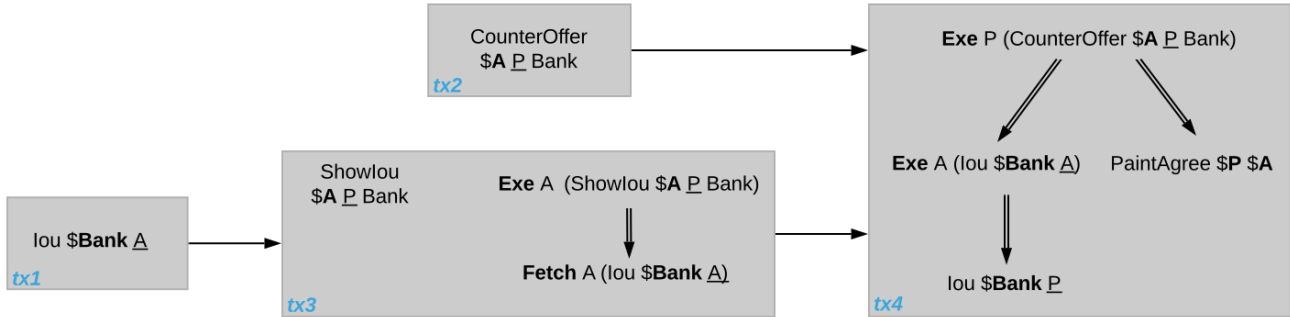 Iou $Bank A
tx1
CounterOffer
$A P Bank
tx2
ShowIou
$A P Bank
Exe A (ShowIou $A P Bank)
Fetch A (Iou $Bank A)
tx3
Exe P (CounterOffer $A P Bank)
Exe A (Iou $Bank A)
PaintAgree $P $A
Iou $Bank P
tx4